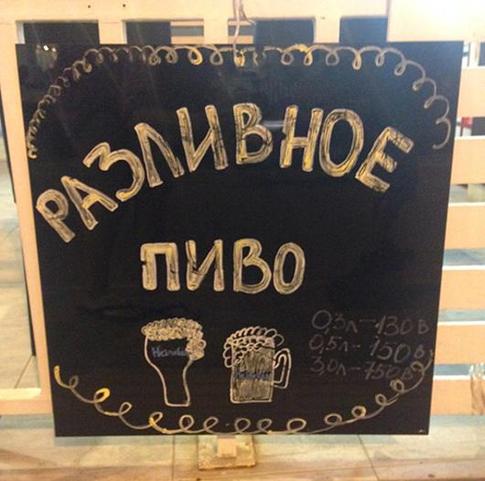 РАЗЛИВНОЕ
ПИВО
0,3л-130 В
0,5л-150 В
3,0л-750 В